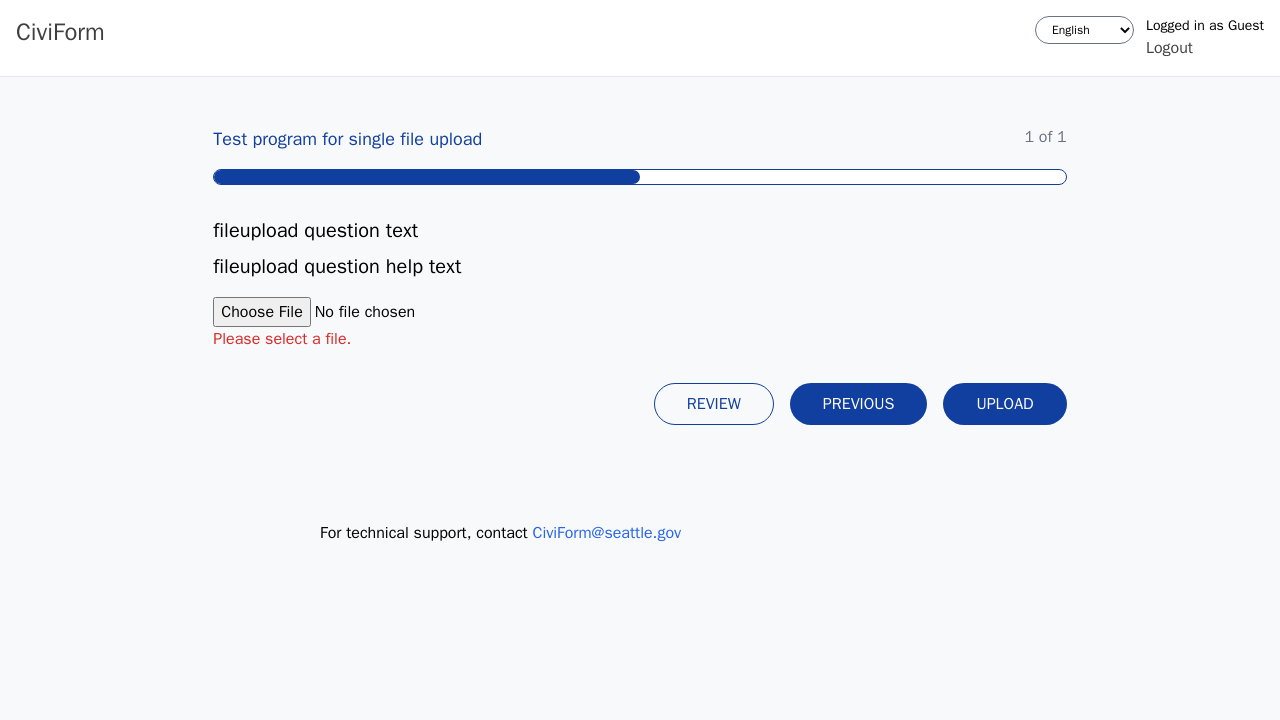 CiviForm
English
Logged in as Guest
Logout
Test program for single file upload
1 of 1
fileupload question text
fileupload question help text
Choose File No file chosen
Please select a file.
REVIEW
PREVIOUS
UPLOAD
For technical support, contact CiviForm@seattle.gov